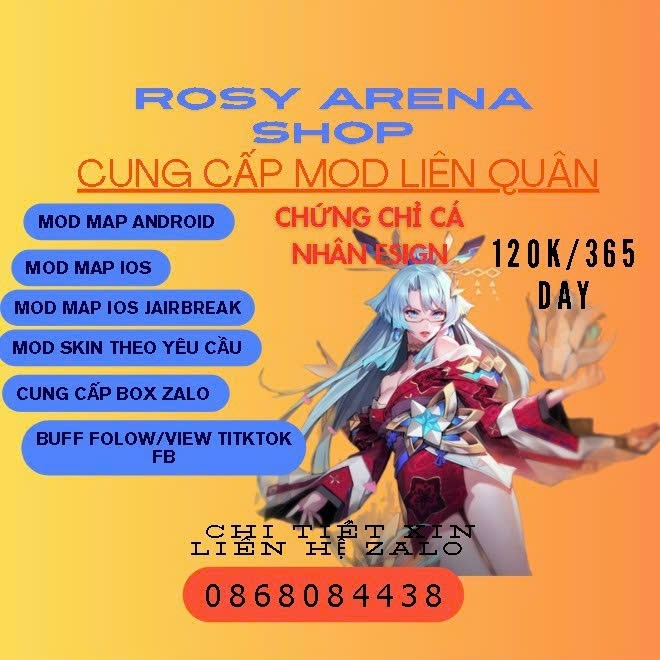 ROSY ARENA
SHOP
CUNG CẤP MOD LIÊN QUÂN
MOD MAP ANDROID
CHỨNG CHỈ CÁ
NHÂN ESIGN
120K/365
DAY
MOD MAP IOS
MOD MAP IOS JAIRBREAK
MOD SKIN THEO YÊU CẦU
CUNG CẤP BOX ZALO
BUFF FOLOW/VIEW TITKTOK
FB
CHI TIẾT XIN
LIÊN HỆ ZALO
0868084438